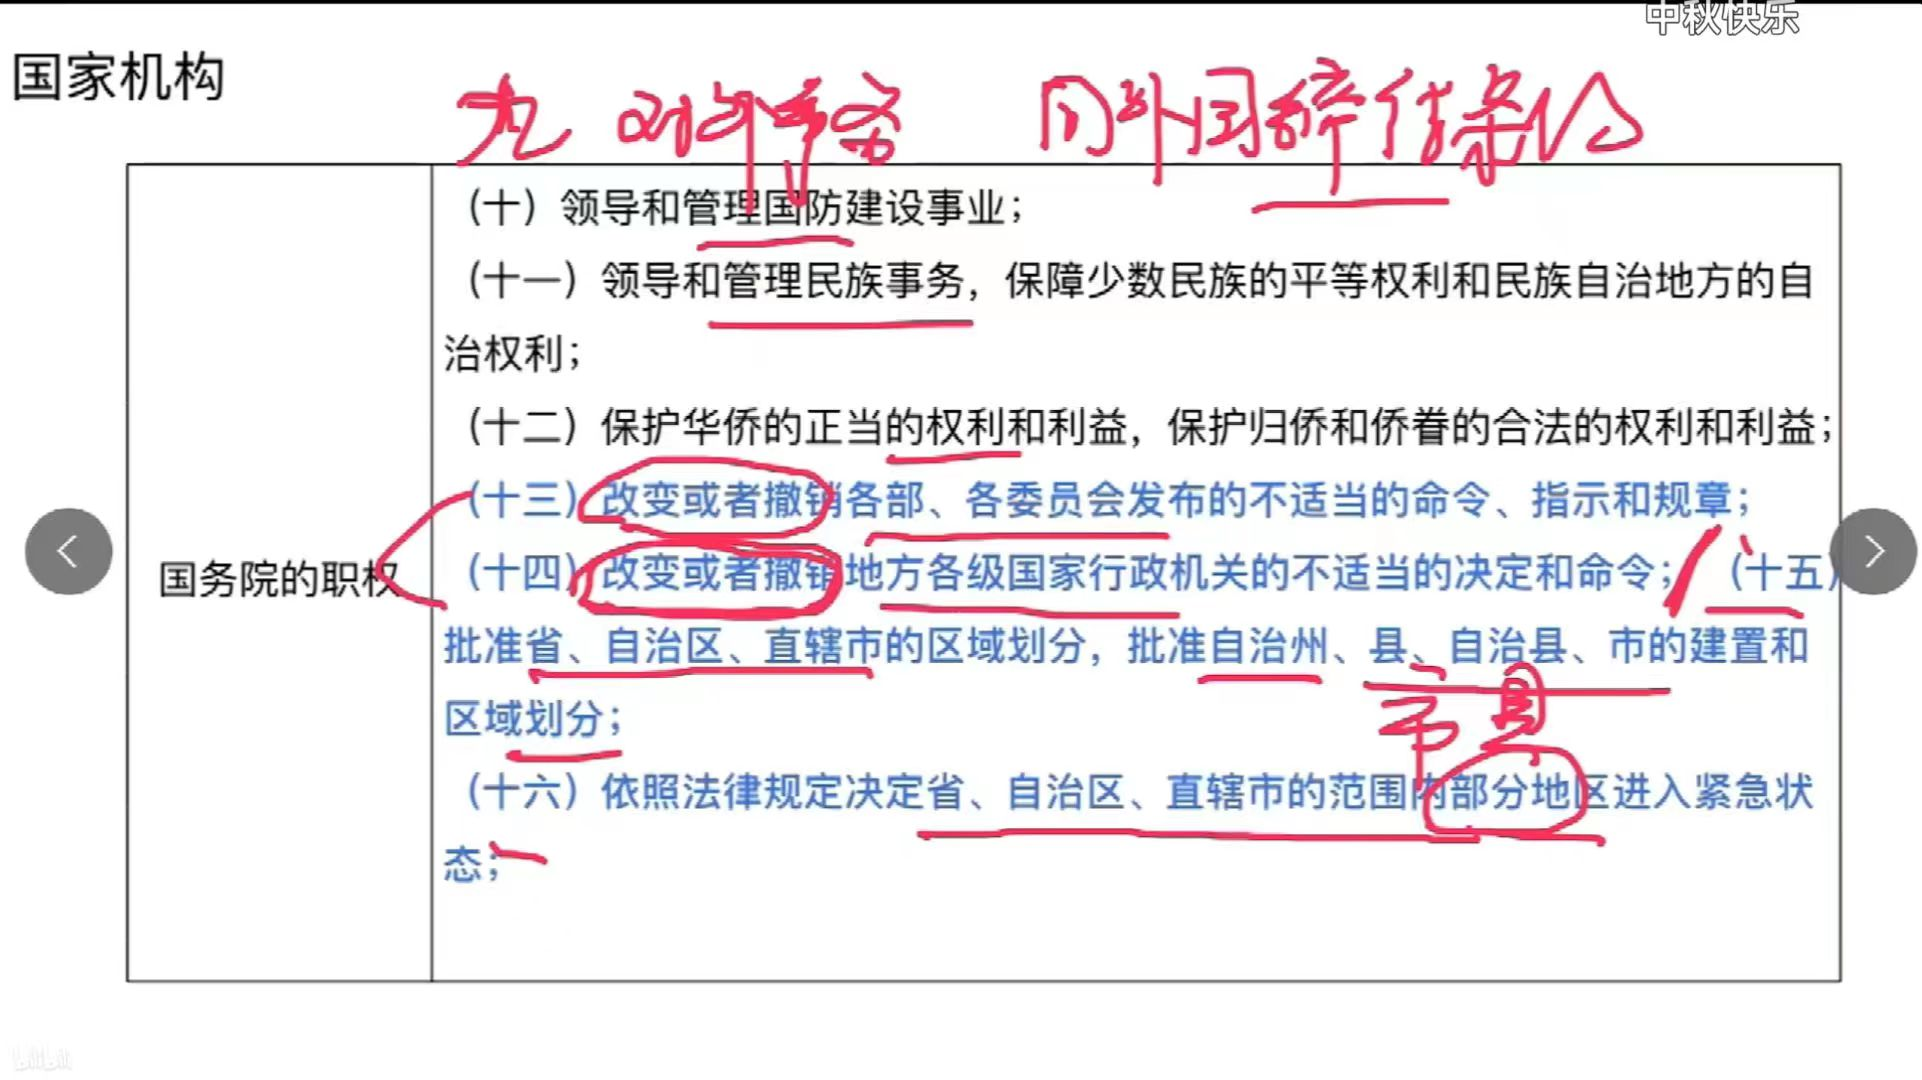 中秋快乐
国家机构
九 对外事务 同外国缔结条约
（十）领导和管理国防建设事业；
（十一）领导和管理民族事务，保障少数民族的平等权利和民族自治地方的自
治权利；
（十二）保护华侨的正当的权利和利益，保护归侨和侨眷的合法的权利和利益；
（十三）改变或者撤销各部、各委员会发布的不适当的命令、指示和规章；
国务院的职权
（十四）改变或者撤销地方各级国家行政机关的不适当的决定和命令；（十五）
批准省、自治区、直辖市的区域划分，批准自治州、县、自治县、市的建置和
区域划分；
市 县
（十六）依照法律规定决定省、自治区、直辖市的范围内部分地区进入紧急状
态；
bilibili